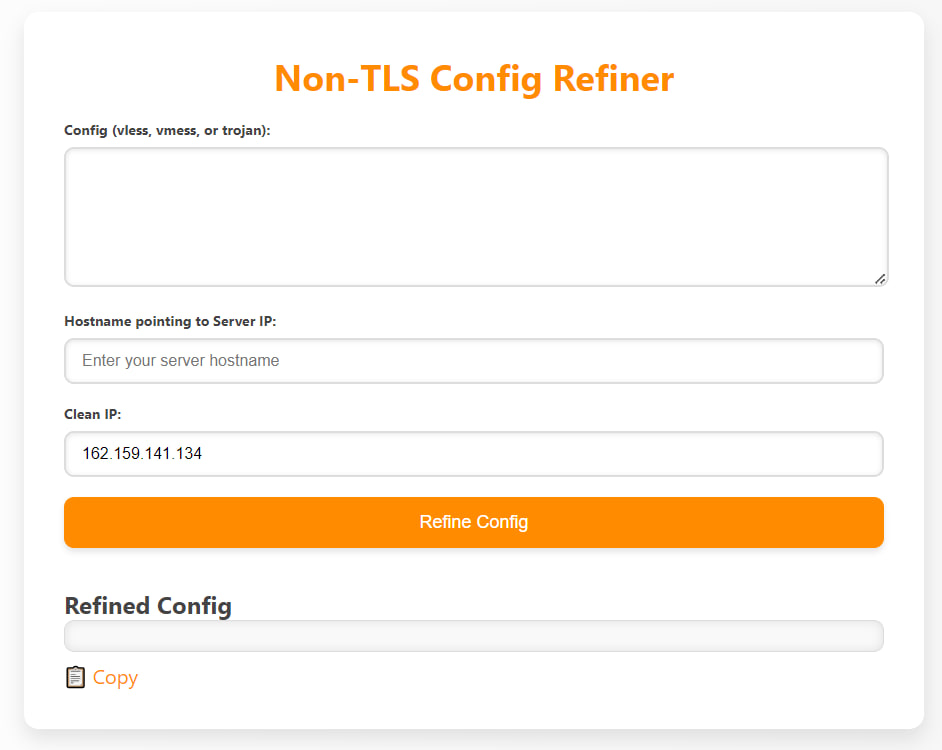 Non-TLS Config Refiner
Config (vless, vmess, or trojan):
Hostname pointing to Server IP:
Enter your server hostname
Clean IP:
162.159.141.134
Refine Config
Refined Config
Copy